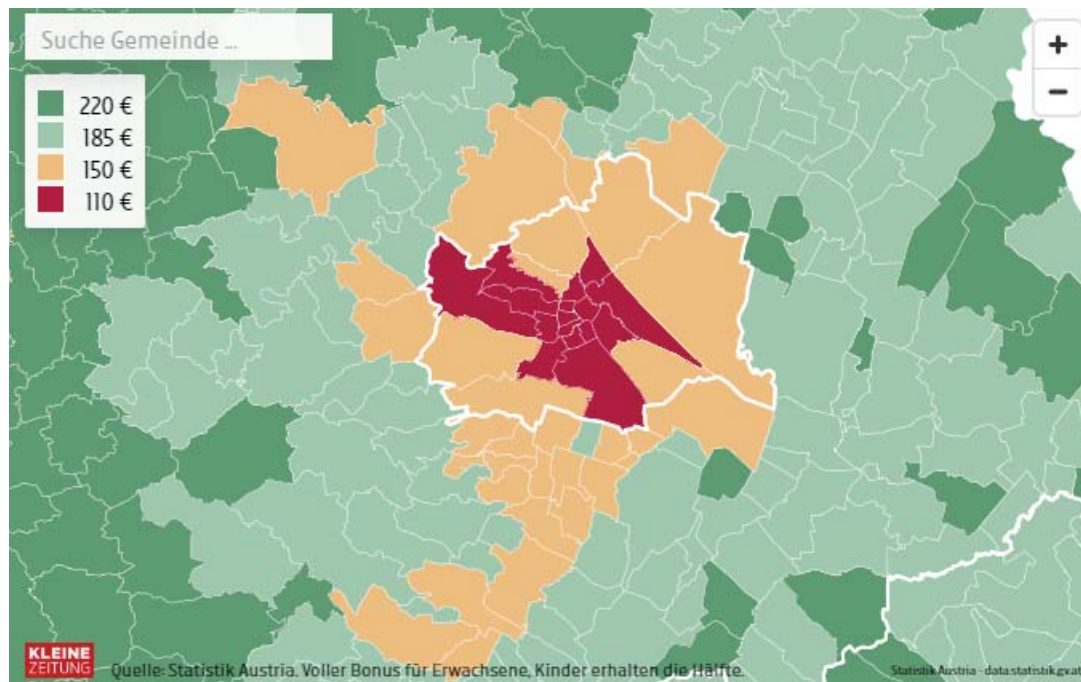 Suche Gemeinde ...
220 €
185 €
150 €
110 €
+
−
KLEINE
ZEITUNG
Quelle: Statistik Austria. Voller Bonus für Erwachsene, Kinder erhalten die Hälfte.
Statistik Austria - data.statistik.gv.at